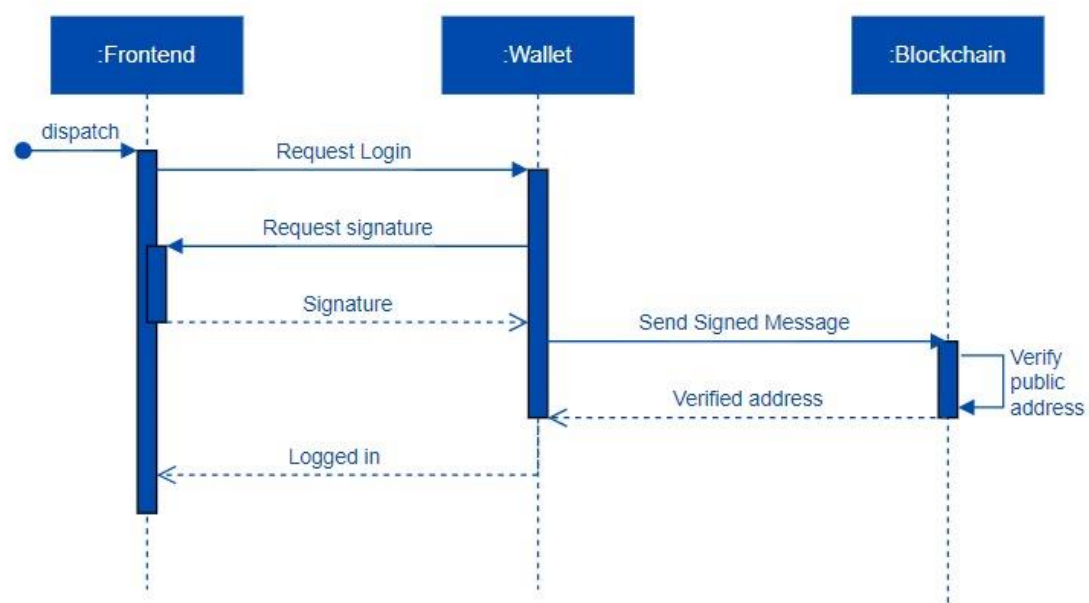 :Frontend
:Wallet
:Blockchain
dispatch
Request Login
Request signature
Signature
Send Signed Message
Verify
public
address
Verified address
Logged in